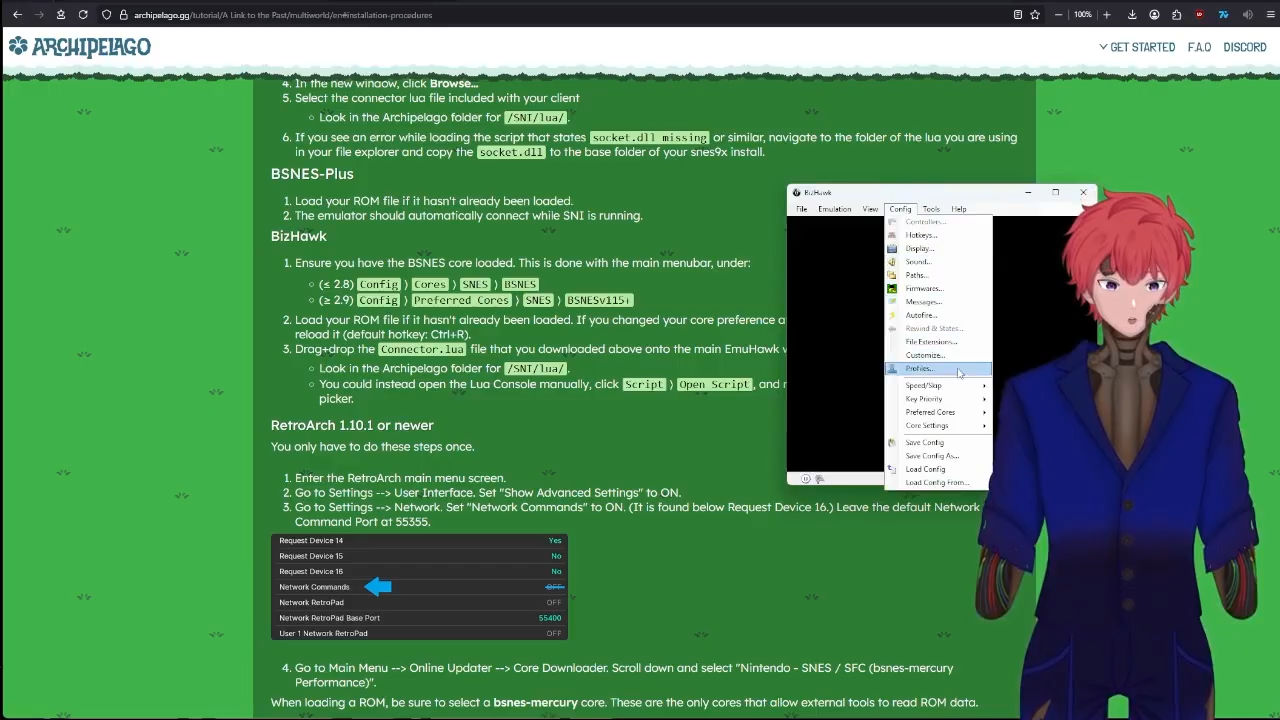 archipelago.gg/tutorial/A Link to the Past/multiworld/en#installation-procedures
100%
ARCHIPELAGO
GET STARTED
F.A.Q
DISCORD
4. In the new window, click Browse...
5. Select the connector lua file included with your client
Look in the Archipelago folder for /SNI/lua/.
6. If you see an error while loading the script that states socket.dll missing or similar, navigate to the folder of the lua you are using
in your file explorer and copy the socket.dll to the base folder of your snes9x install.
BSNES-Plus
1. Load your ROM file if it hasn't already been loaded.
2. The emulator should automatically connect while SNI is running.
BizHawk
1. Ensure you have the BSNES core loaded. This is done with the main menubar, under:
(≤ 2.8) Config ⟩ Cores ⟩ SNES ⟩ BSNES
(≥ 2.9) Config ⟩ Preferred Cores ⟩ SNES ⟩ BSNESv115+
2. Load your ROM file if it hasn't already been loaded. If you changed your core preference
reload it (default hotkey: Ctrl+R).
3. Drag+drop the Connector.lua file that you downloaded above onto the main EmuHawk
Look in the Archipelago folder for /SNI/lua/.
You could instead open the Lua Console manually, click Script ⟩ Open Script, and
picker.
RetroArch 1.10.1 or newer
You only have to do these steps once.
1. Enter the RetroArch main menu screen.
2. Go to Settings --> User Interface. Set "Show Advanced Settings" to ON.
3. Go to Settings --> Network. Set "Network Commands" to ON. (It is found below Request Device 16.) Leave the default Network
Command Port at 55355.
Request Device 14 Yes
Request Device 15 No
Request Device 16 No
Network Commands OFF
Network RetroPad OFF
Network RetroPad Base Port 55400
User 1 Network RetroPad OFF
4. Go to Main Menu --> Online Updater --> Core Downloader. Scroll down and select "Nintendo - SNES / SFC (bsnes-mercury
Performance)".
When loading a ROM, be sure to select a bsnes-mercury core. These are the only cores that allow external tools to read ROM data.
BizHawk
File Emulation View Config Tools Help
Controllers...
Hotkeys...
Display...
Sound...
Paths...
Firmwares...
Messages...
Autofire...
Rewind & States...
File Extensions...
Customize...
Profiles...
Speed/Skip
Key Priority
Preferred Cores
Core Settings
Save Config
Save Config As...
Load Config
Load Config From...